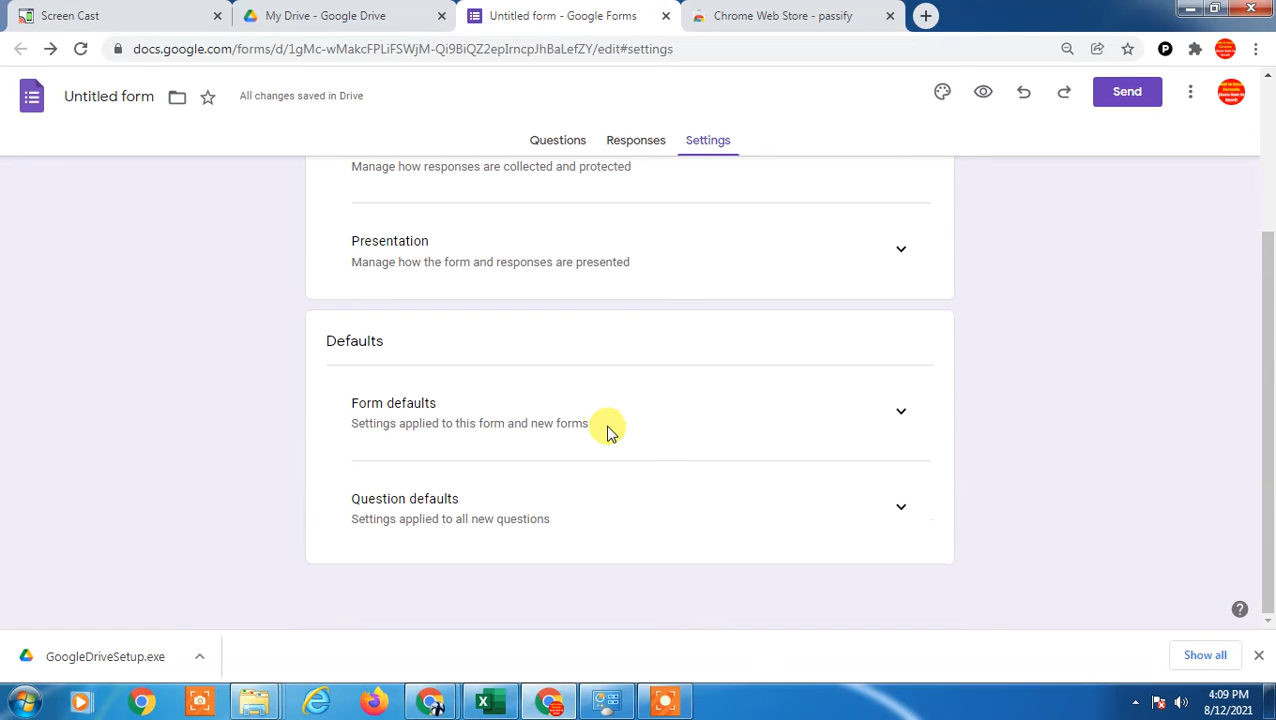 Screen Cast
My Drive - Google Drive
Untitled form - Google Forms
Chrome Web Store - passify
docs.google.com/forms/d/1gMc-wMakcFPLiFSWjM-Qi9BiQZ2epIrncpJhBaLefZY/edit#settings
P
Untitled form
All changes saved in Drive
Send
Questions
Responses
Settings
Manage how responses are collected and protected
Presentation
Manage how the form and responses are presented
Defaults
Form defaults
Settings applied to this form and new forms
Question defaults
Settings applied to all new questions
GoogleDriveSetup.exe
Show all
4:09 PM
8/12/2021